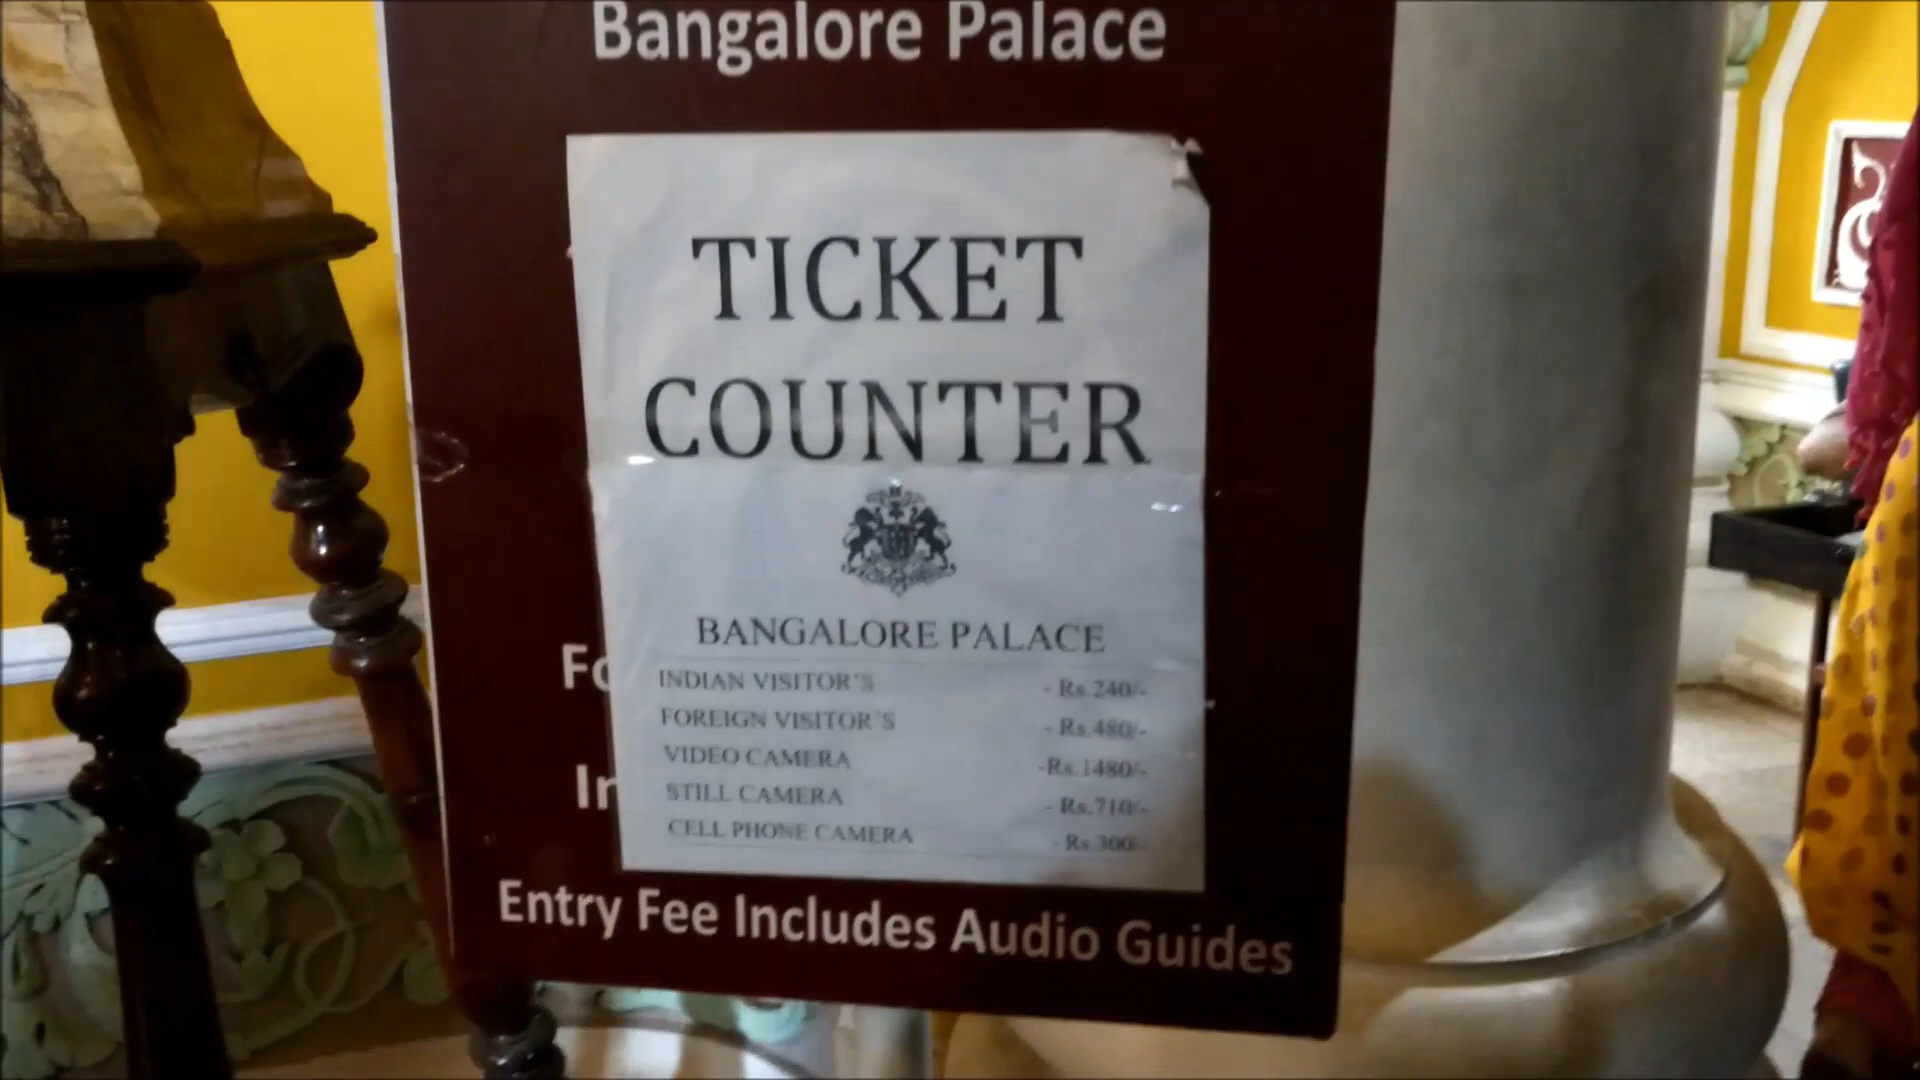 Bangalore Palace
TICKET
COUNTER
BANGALORE PALACE
INDIAN VISITOR'S - Rs.240/-
FOREIGN VISITOR'S - Rs.480/-
VIDEO CAMERA -Rs.1480/-
STILL CAMERA - Rs.710/-
CELL PHONE CAMERA - Rs.300/-
Entry Fee Includes Audio Guides